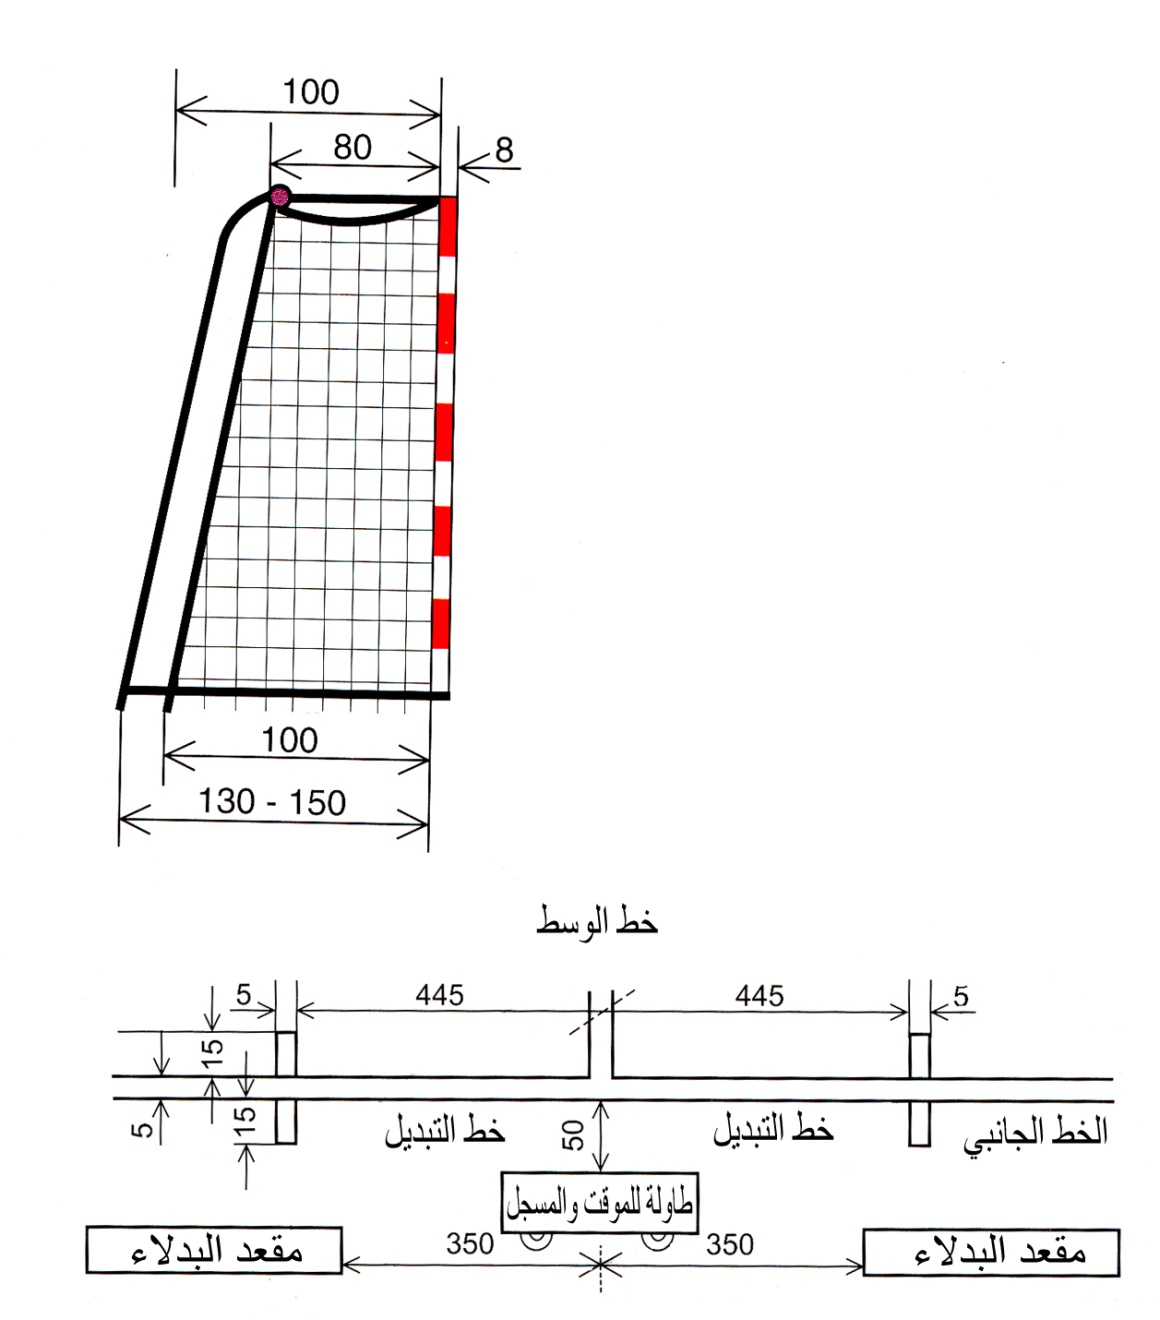 100
80
8
100
130 - 150
خط الوسط
5
445
445
5
15
5
15
خط التبديل
50
خط التبديل
الخط الجانبي
طاولة للموقت والمسجل
مقعد البدلاء
350
350
مقعد البدلاء